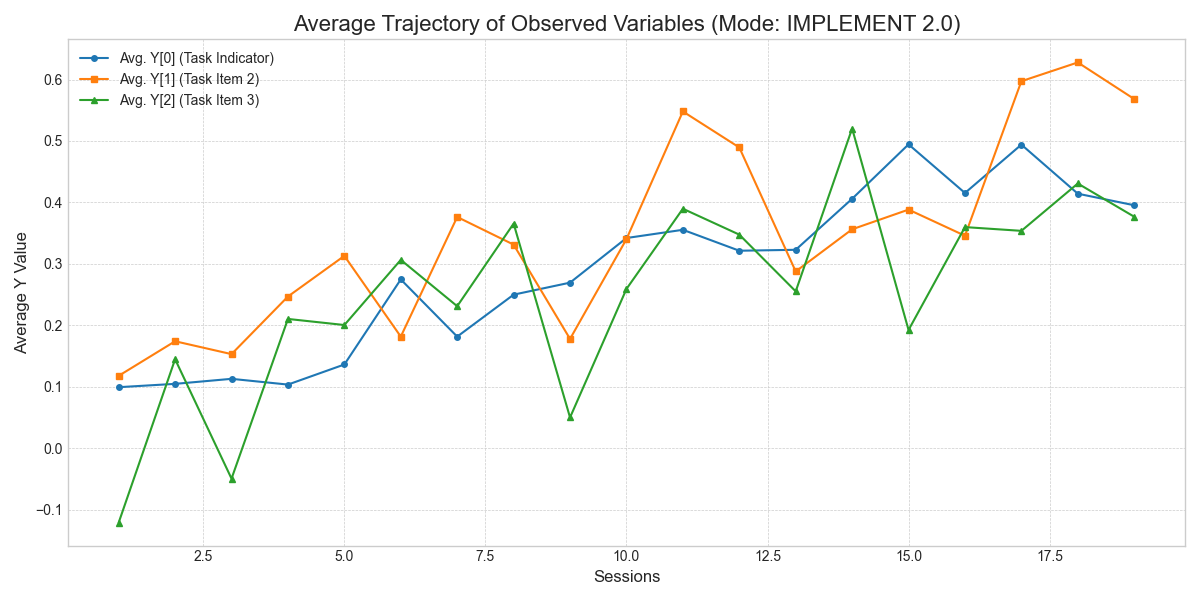 Average Trajectory of Observed Variables (Mode: IMPLEMENT 2.0)
Avg. Y[0] (Task Indicator)
Avg. Y[1] (Task Item 2)
Avg. Y[2] (Task Item 3)
Average Y Value
0.6
0.5
0.4
0.3
0.2
0.1
0.0
−0.1
2.5 5.0 7.5 10.0 12.5 15.0 17.5
Sessions